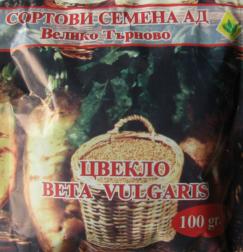 СОРТОВИ СЕМЕНА АД
Велико Търново
ЦВЕКЛО
BETA VULGARIS
100 gr.